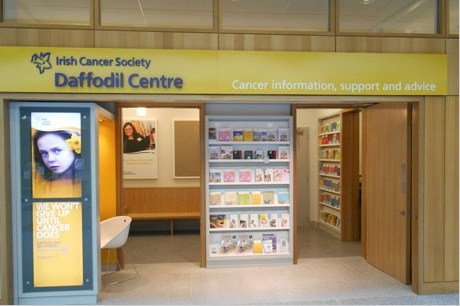 Irish Cancer Society
Daffodil Centre
Cancer information, support and advice
WE WON'T
GIVE UP
UNTIL
CANCER
DOES